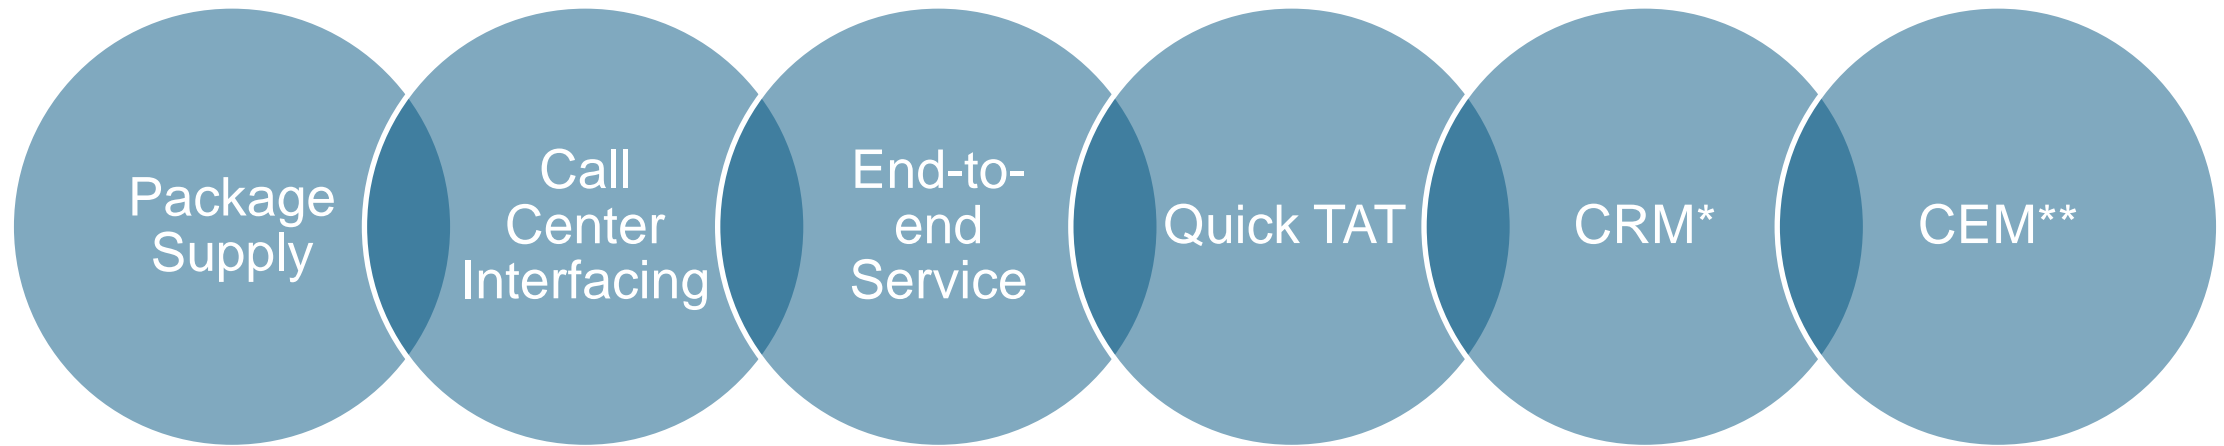 Package
Supply
Call
Center
Interfacing
End-to-
end
Service
Quick TAT
CRM*
CEM**